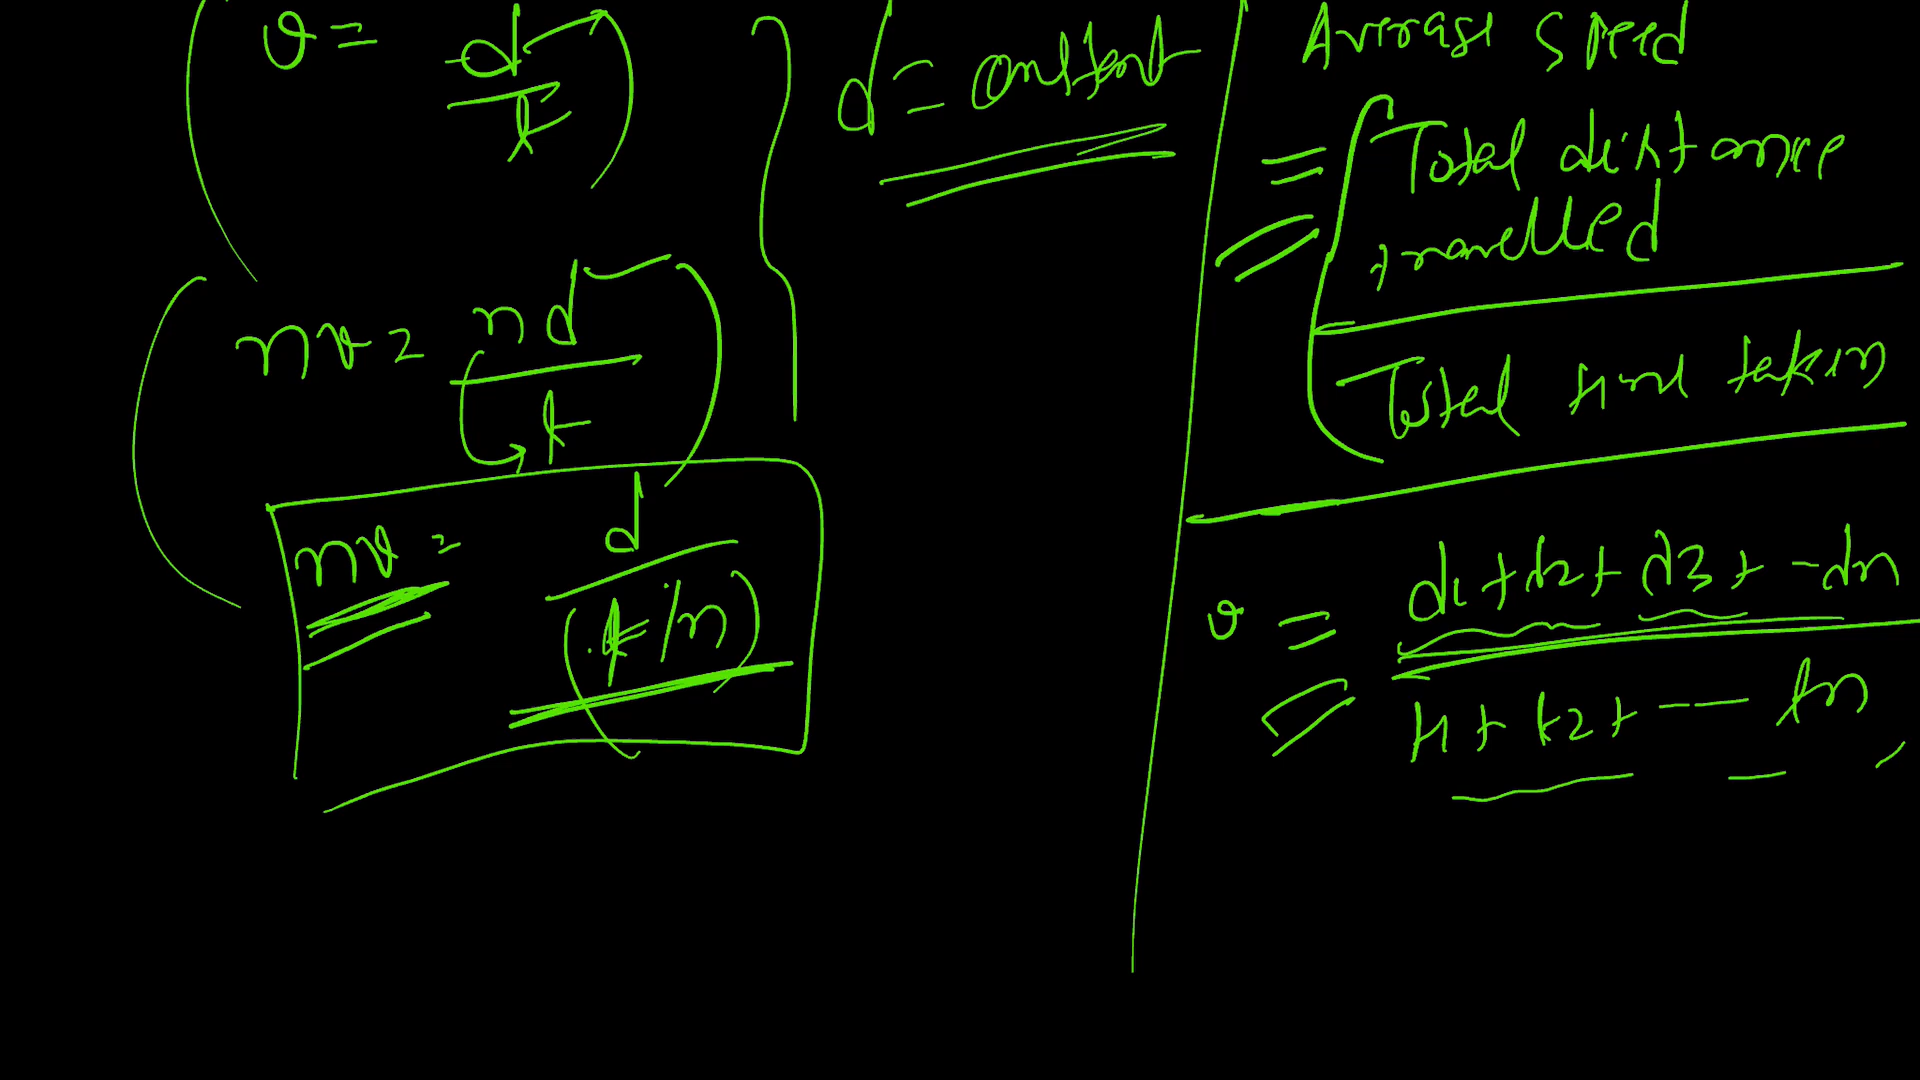 v = d/t
d = constant
nv = nd/t
nv = d/(t/n)
Average speed
= Total distance
travelled
Total time taken
v = d1+d2+d3+--dn
t1+t2+---tn